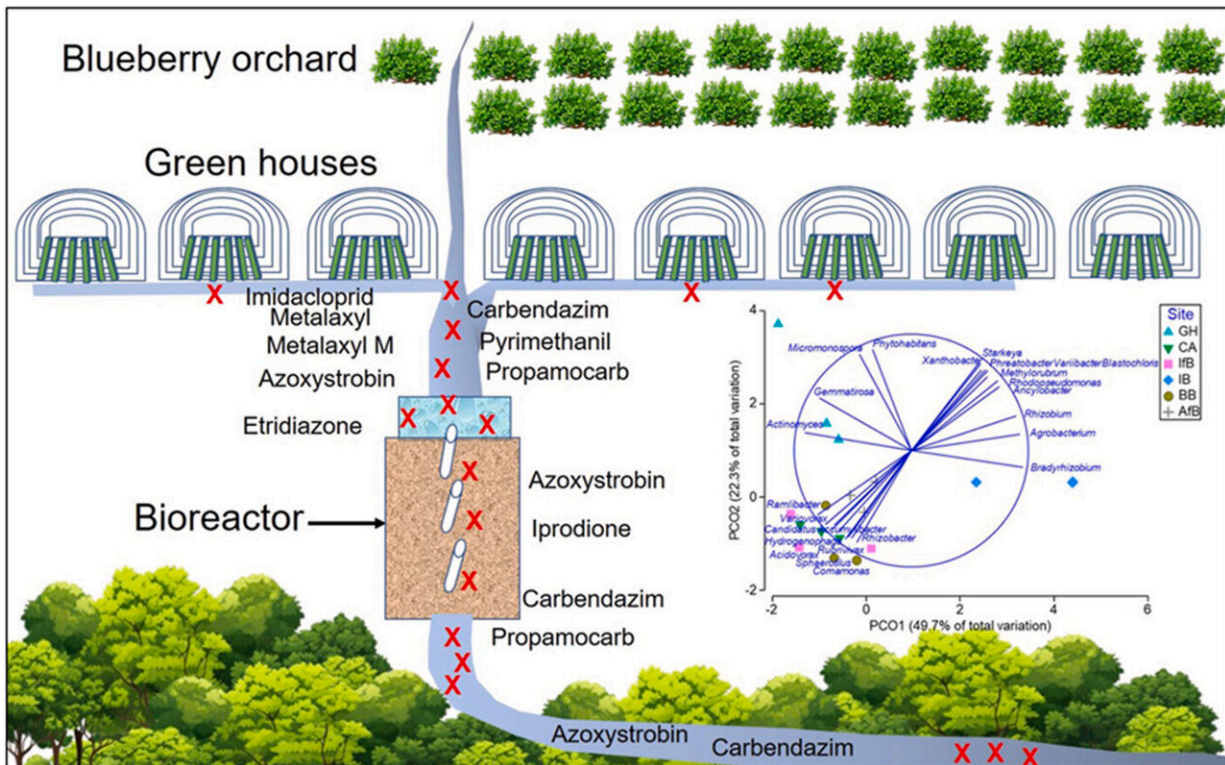 Blueberry orchard
Green houses
X
X
X
X
Imidacloprid
Metalaxyl
Metalaxyl M
Azoxystrobin
Etridiazone
Carbendazim
Pyrimethanil
Propamocarb
X
X
X
X
X
Bioreactor
X
X
X
Azoxystrobin
Iprodione
Carbendazim
Propamocarb
X
X
X
Azoxystrobin
Carbendazim
X
X
X
Site
GH
CA
IfB
IB
BB
AfB
4
2
0
-2
PCO2 (22.3% of total variation)
-2
0
2
4
6
PCO1 (49.7% of total variation)
Micromonospora
Phytohabitans
Xanthobacter
Starkeya
PhreatobacterVariibacterBlastochloris
Methylorubrum
Rhodopseudomonas
Ancylobacter
Gemmatirosa
Rhizobium
Actinomyces
Agrobacterium
Bradyrhizobium
Ramlibacter
Variovorax
Hydrogenophaga
Rhizobacter
Acidovorax
Rubrivivax
Sphaerotilus
Comamonas